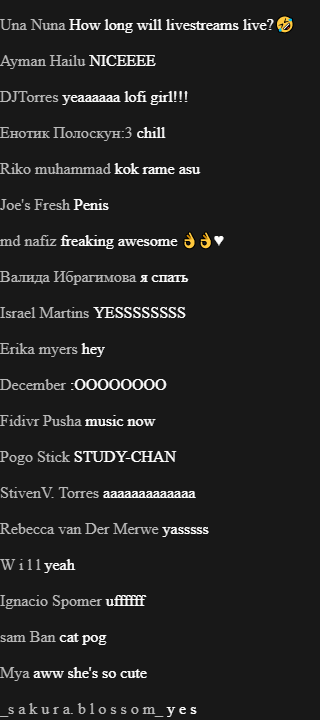 Una Nuna How long will livestreams live? 🤣
Ayman Hailu NICEEEE
DJTorres yeaaaaaa lofi girl!!!
Енотик Полоскун:3 chill
Riko muhammad kok rame asu
Joe's Fresh Penis
md nafiz freaking awesome 👌👌♥
Валида Ибрагимова я спать
Israel Martins YESSSSSSSS
Erika myers hey
December :OOOOOOOO
Fidivr Pusha music now
Pogo Stick STUDY-CHAN
StivenV. Torres aaaaaaaaaaaaa
Rebecca van Der Merwe yasssss
W i l l yeah
Ignacio Spomer uffffff
sam Ban cat pog
Mya aww she's so cute
_s a k u r a. b l o s s o m_ y e s